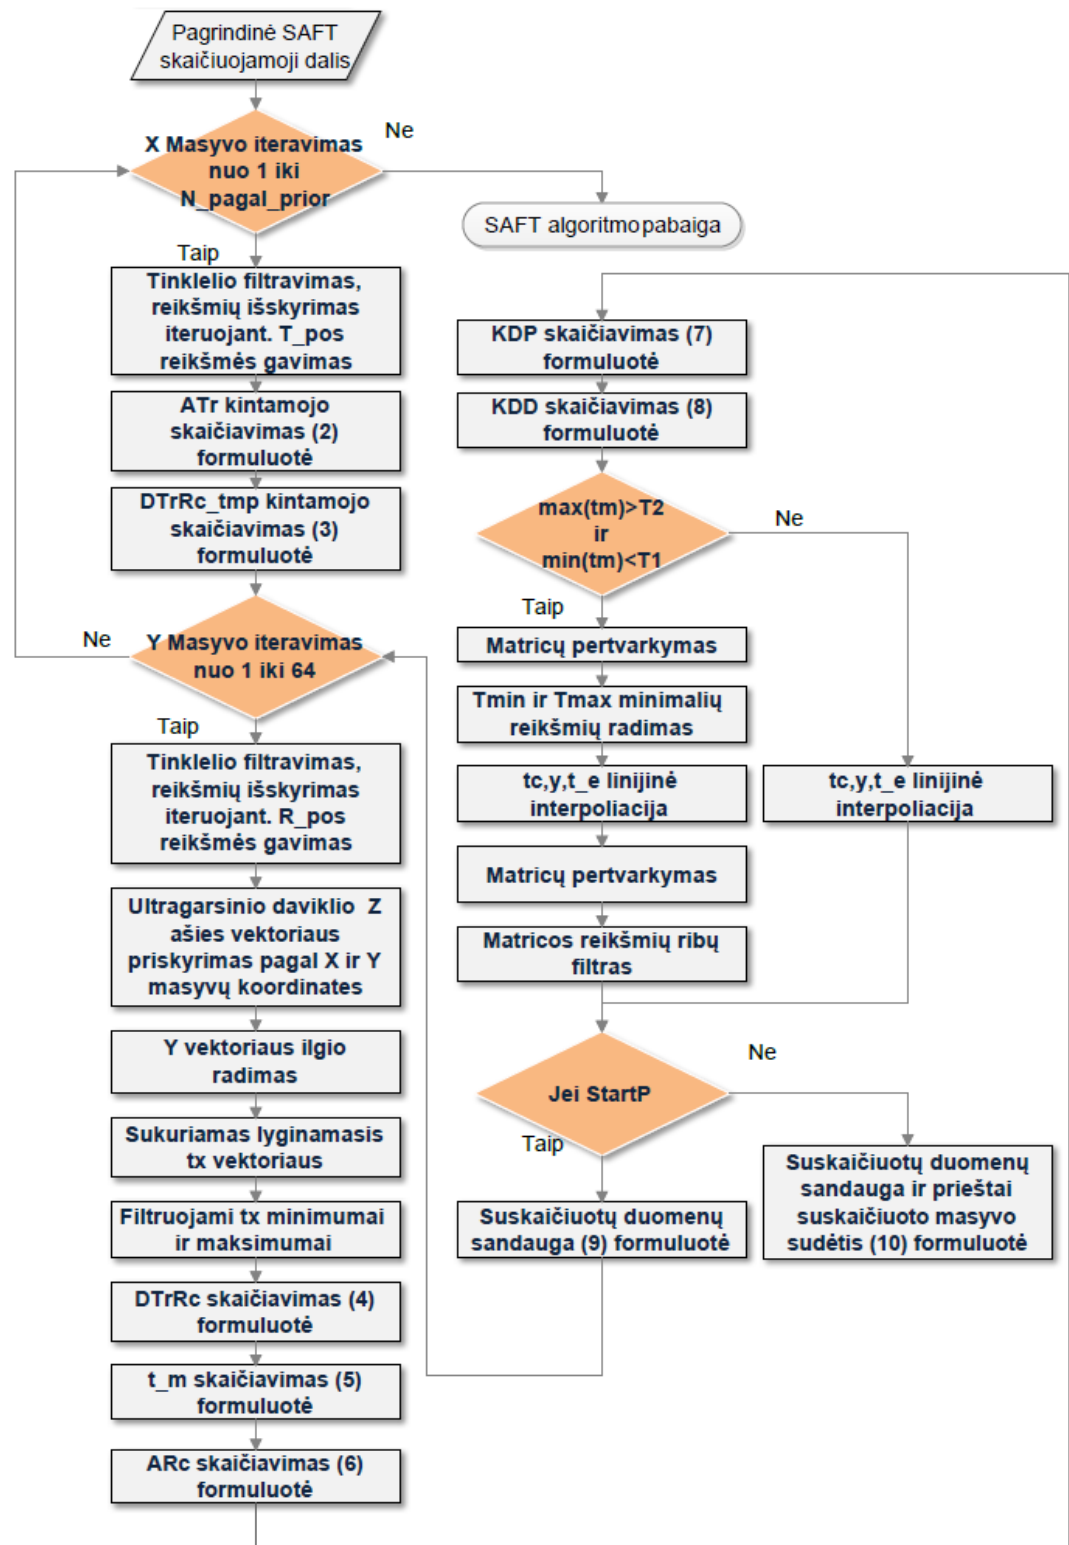 Pagrindinė SAFT
skaičiuojamoji dalis
X Masyvo iteravimas
nuo 1 iki
N_pagal_prior
Ne
SAFT algoritmo pabaiga
Taip
Tinklelio filtravimas,
reikšmių išskyrimas
iteruojant. T_pos
reikšmės gavimas
ATr kintamojo
skaičiavimas (2)
formuluotė
DTrRc_tmp kintamojo
skaičiavimas (3)
formuluotė
Y Masyvo iteravimas
nuo 1 iki 64
Ne
Taip
Tinklelio filtravimas,
reikšmių išskyrimas
iteruojant. R_pos
reikšmės gavimas
Ultragarsinio daviklio Z
ašies vektoriaus
priskyrimas pagal X ir Y
masyvų koordinates
Y vektoriaus ilgio
radimas
Sukuriamas lyginamasis
tx vektoriaus
Filtruojami tx minimumai
ir maksimumai
DTrRc skaičiavimas (4)
formuluotė
t_m skaičiavimas (5)
formuluotė
ARc skaičiavimas (6)
formuluotė
KDP skaičiavimas (7)
formuluotė
KDD skaičiavimas (8)
formuluotė
max(tm)>T2
ir
min(tm)<T1
Ne
Taip
Matricų pertvarkymas
Tmin ir Tmax minimalių
reikšmių radimas
tc,y,t_e linijinė
interpoliacija
Matricų pertvarkymas
Matricos reikšmių ribų
filtras
tc,y,t_e linijinė
interpoliacija
Jei StartP
Ne
Taip
Suskaičiuotų duomenų
sandauga (9) formuluotė
Suskaičiuotų duomenų
sandauga ir prieštai
suskaičiuoto masyvo
sudėtis (10) formuluotė